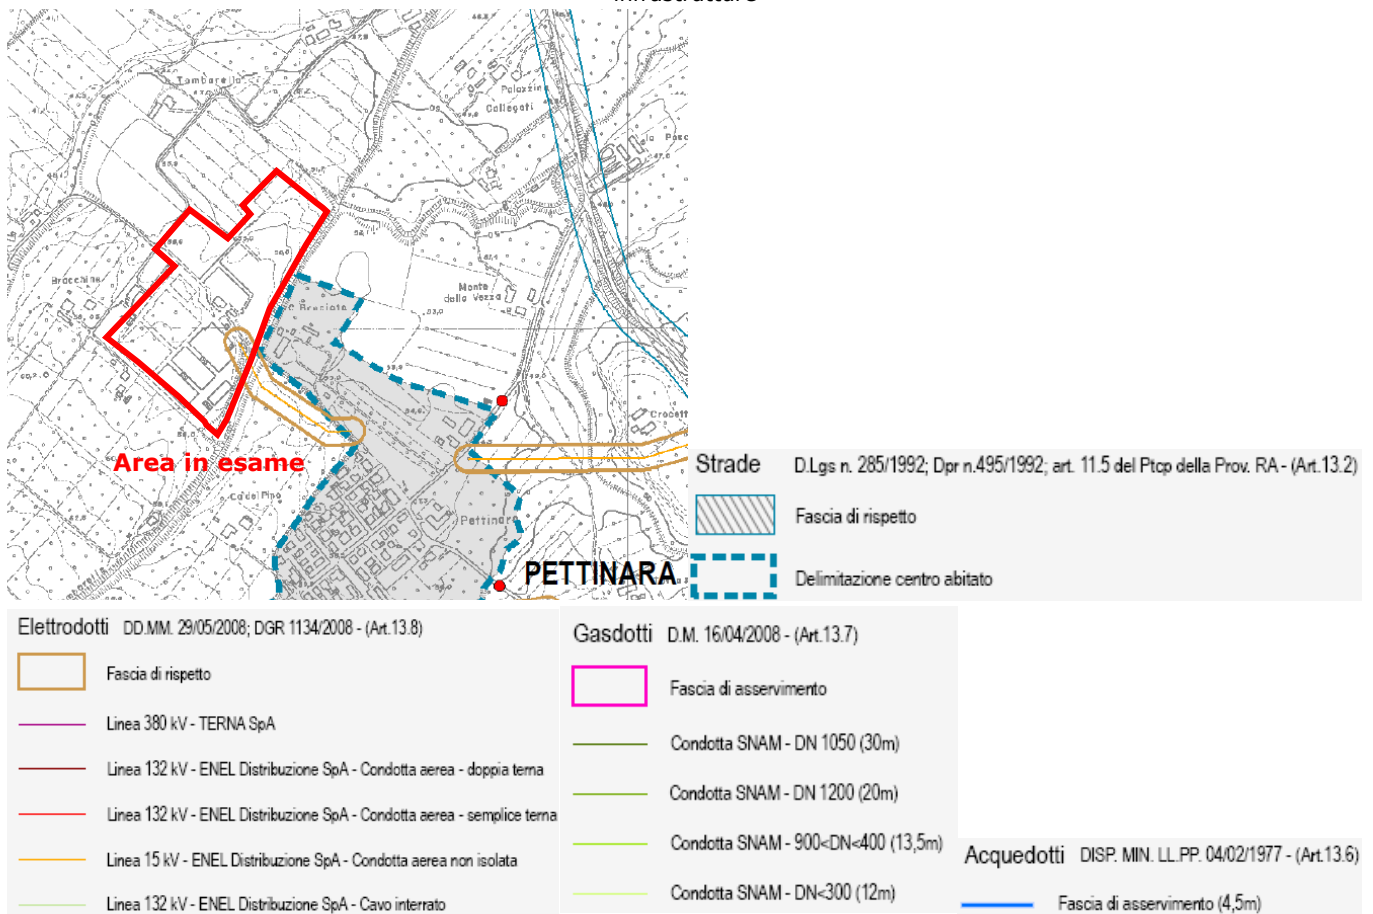 Infrastrutture
Tombarella
Palazzina
Callegati
Bracchina
C. Braciata
Monte
della Vezza
Crocett
Area in esame
Ca' del Pino
Pettinara
PETTINARA
Strade D.Lgs n. 285/1992; Dpr n.495/1992; art. 11.5 del Ptcp della Prov. RA - (Art.13.2)
Fascia di rispetto
Delimitazione centro abitato
Elettrodotti DD.MM. 29/05/2008; DGR 1134/2008 - (Art.13.8)
Fascia di rispetto
Linea 380 kV - TERNA SpA
Linea 132 kV - ENEL Distribuzione SpA - Condotta aerea - doppia terna
Linea 132 kV - ENEL Distribuzione SpA - Condotta aerea - semplice terna
Linea 15 kV - ENEL Distribuzione SpA - Condotta aerea non isolata
Linea 132 kV - ENEL Distribuzione SpA - Cavo interrato
Gasdotti D.M. 16/04/2008 - (Art.13.7)
Fascia di asservimento
Condotta SNAM - DN 1050 (30m)
Condotta SNAM - DN 1200 (20m)
Condotta SNAM - 900<DN<400 (13,5m)
Condotta SNAM - DN<300 (12m)
Acquedotti DISP. MIN. LL.PP. 04/02/1977 - (Art.13.6)
Fascia di asservimento (4,5m)